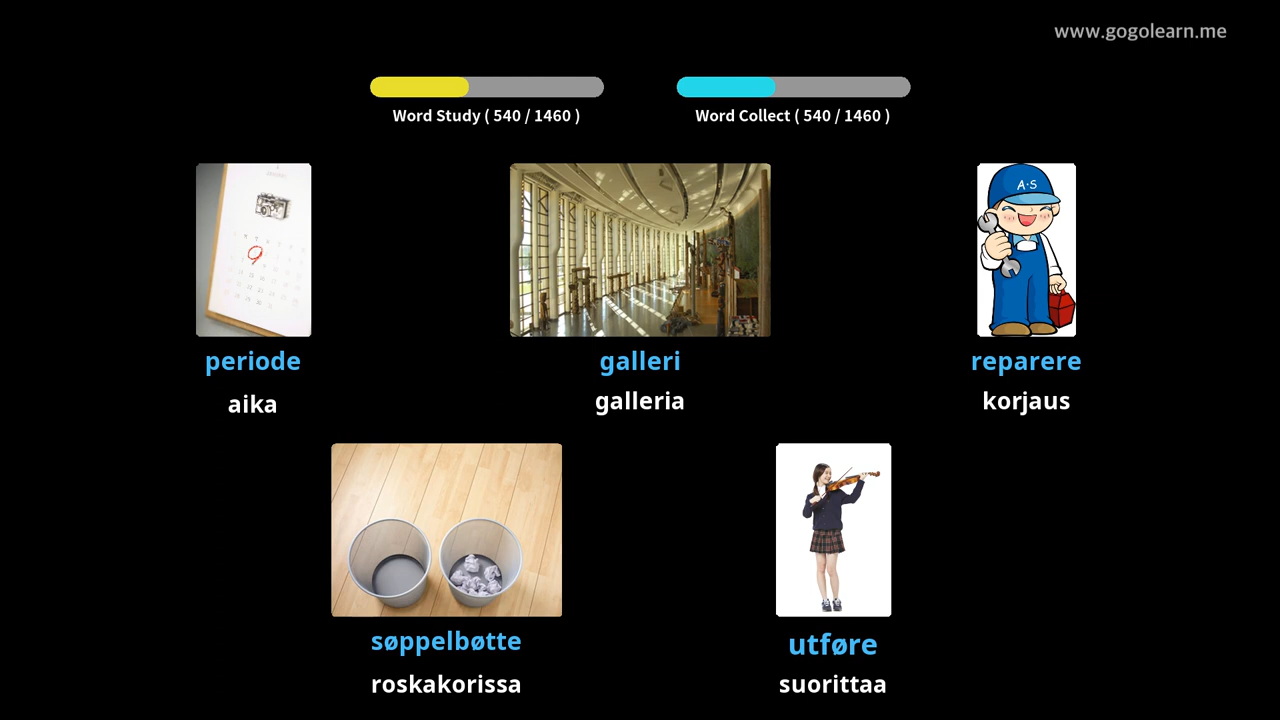 www.gogolearn.me
Word Study ( 540 / 1460 )
Word Collect ( 540 / 1460 )
A·S
periode
galleri
reparere
aika
galleria
korjaus
søppelbøtte
utføre
roskakorissa
suorittaa